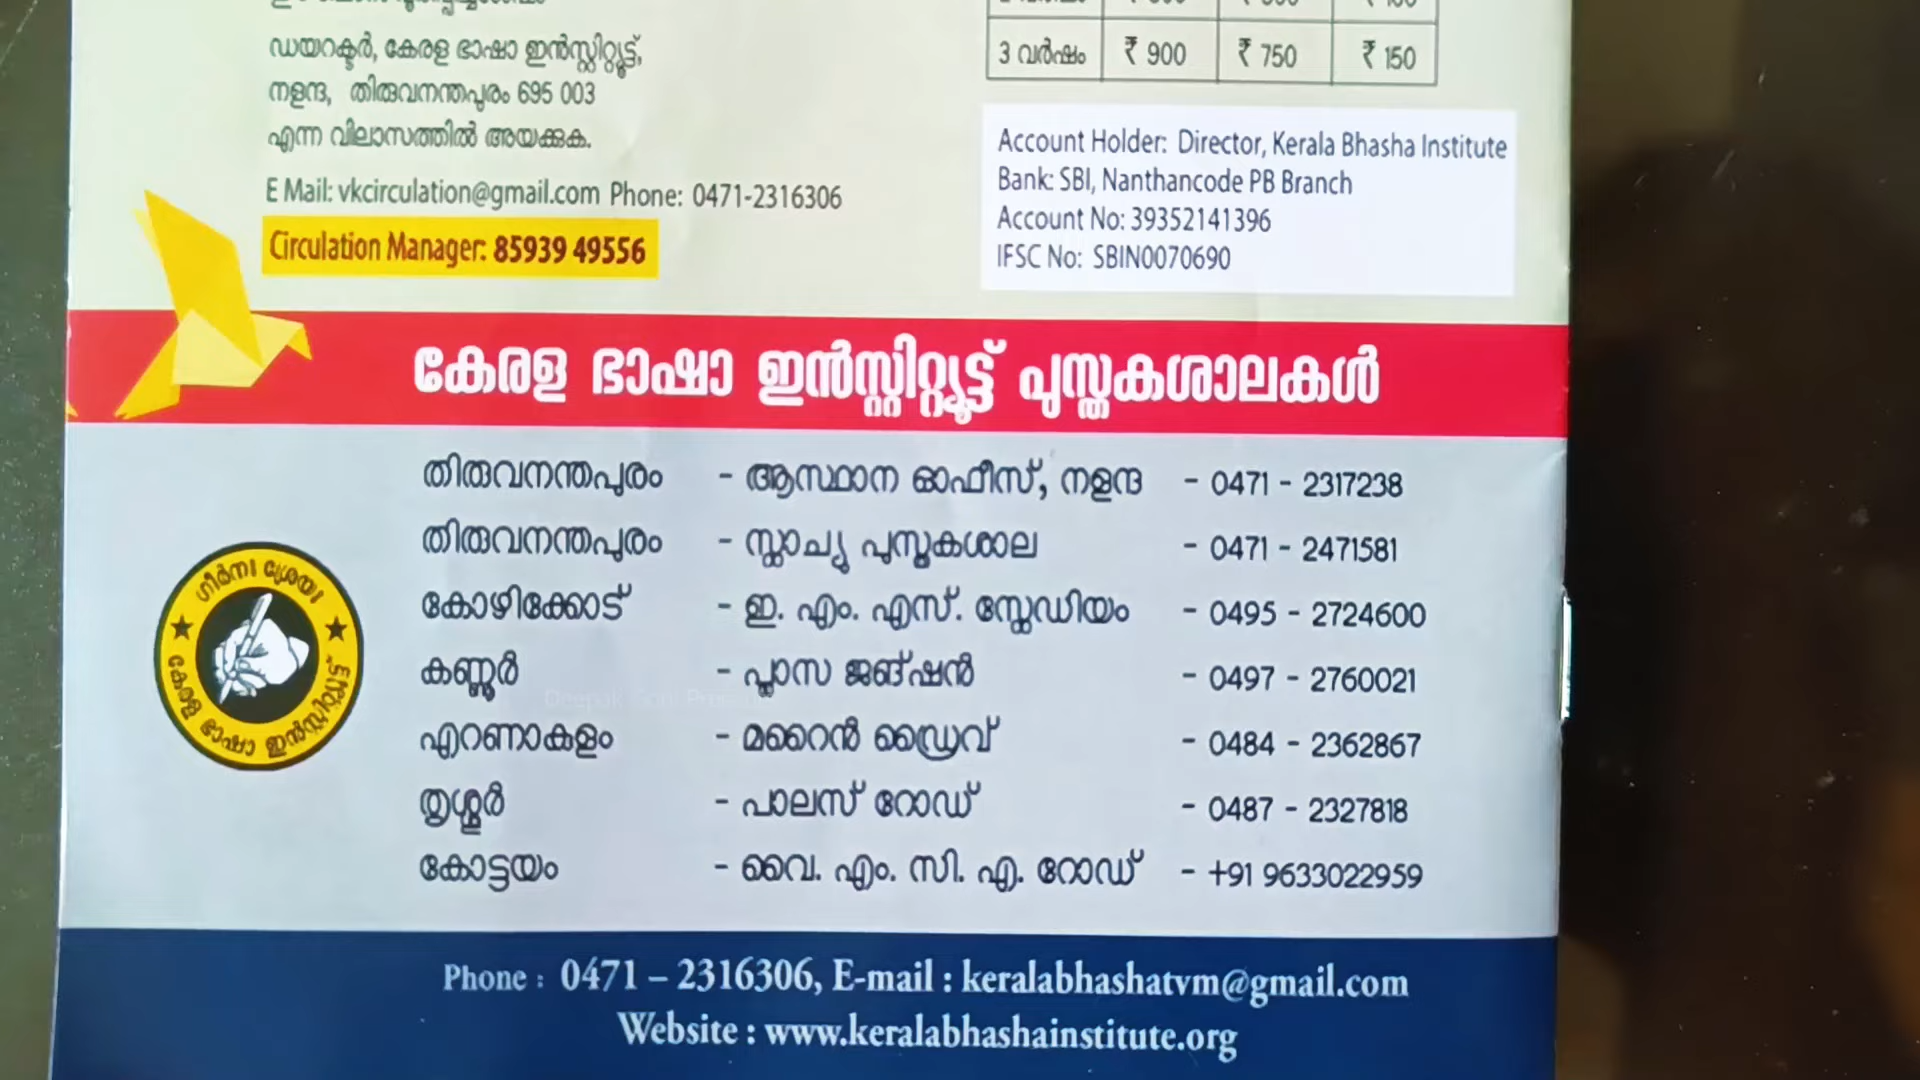 ഡയറക്ടർ, കേരള ഭാഷാ ഇൻസ്റ്റിറ്റ്യൂട്ട്,
നളന്ദ, തിരുവനന്തപുരം 695 003
എന്ന വിലാസത്തിൽ അയക്കുക.
E Mail: vkcirculation@gmail.com Phone: 0471-2316306
Circulation Manager: 85939 49556
3 വർഷം ₹ 900 ₹ 750 ₹ 150
Account Holder: Director, Kerala Bhasha Institute
Bank: SBI, Nanthancode PB Branch
Account No: 39352141396
IFSC No: SBIN0070690
കേരള ഭാഷാ ഇൻസ്റ്റിറ്റ്യൂട്ട് പുസ്തകശാലകൾ
തിരുവനന്തപുരം - ആസ്ഥാന ഓഫീസ്, നളന്ദ - 0471 - 2317238
തിരുവനന്തപുരം - സ്റ്റാച്യു പുസ്തകശാല - 0471 - 2471581
കോഴിക്കോട് - ഇ. എം. എസ്. സ്റ്റേഡിയം - 0495 - 2724600
കണ്ണൂർ - പ്ലാസ ജങ്ഷൻ - 0497 - 2760021
എറണാകുളം - മറൈൻ ഡ്രൈവ് - 0484 - 2362867
തൃശ്ശൂർ - പാലസ് റോഡ് - 0487 - 2327818
കോട്ടയം - വൈ. എം. സി. എ. റോഡ് - +91 9633022959
ഗീർനഃ ശ്രേയഃ
കേരള ഭാഷാ ഇൻസ്റ്റിറ്റ്യൂട്ട്
Phone : 0471 – 2316306, E-mail : keralabhashatvm@gmail.com
Website : www.keralabhashainstitute.org